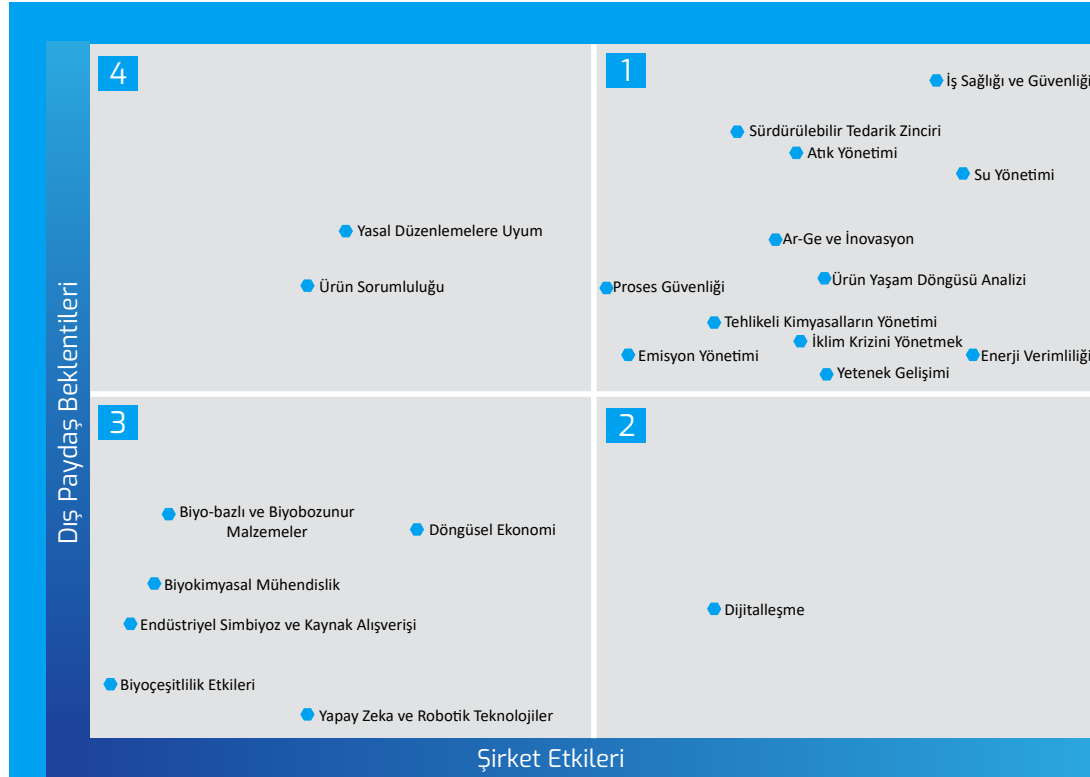 Dış Paydaş Beklentileri
4
Yasal Düzenlemelere Uyum
Ürün Sorumluluğu
1
İş Sağlığı ve Güvenliği
Sürdürülebilir Tedarik Zinciri
Atık Yönetimi
Su Yönetimi
Ar-Ge ve İnovasyon
Ürün Yaşam Döngüsü Analizi
Proses Güvenliği
Tehlikeli Kimyasalların Yönetimi
İklim Krizini Yönetmek
Emisyon Yönetimi
Enerji Verimliliği
Yetenek Gelişimi
3
Biyo-bazlı ve Biyobozunur
Malzemeler
Döngüsel Ekonomi
Biyokimyasal Mühendislik
Endüstriyel Simbiyoz ve Kaynak Alışverişi
Biyoçeşitlilik Etkileri
Yapay Zeka ve Robotik Teknolojiler
2
Dijitalleşme
Şirket Etkileri